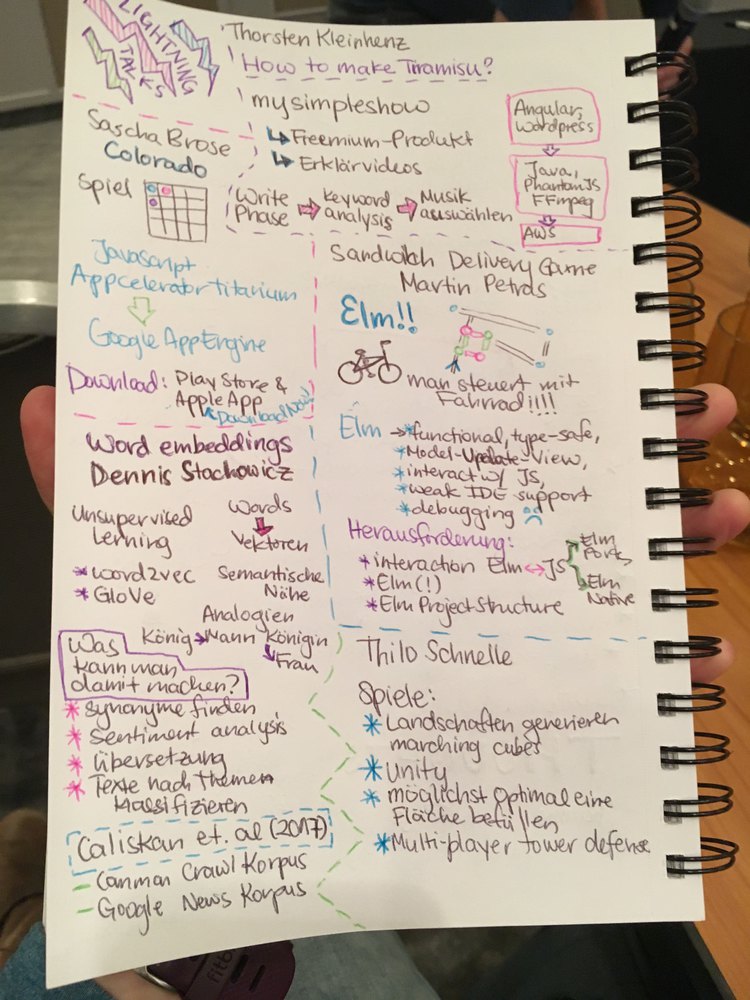 LIGHTNING
TALKS
Thorsten Kleinhenz
How to make Tiramisu?
mysimpleshow
↳ Freemium-Produkt
↳ Erklärvideos
Write Phase ⇨ Keyword analysis ⇨ Musik auswählen
Angular,
Wordpress
Java,
PhantomJS
FFmpeg
AWS
Sascha Brose
Colorado
Spiel
Javascript
Appcelerator Titanium
Google AppEngine
Download: Play Store &
Apple App
Download Now!
Sandwitch Delivery Game
Martin Petrds
Elm!!
man steuert mit
Fahrrad!!!!
Elm → * functional, type-safe,
* Model-Update-View,
* interact w/ JS,
* weak IDE support
* debugging
Herausforderung:
* interaction Elm ↔ JS
Elm
Ports
Elm
Native
* Elm (!)
* Elm Project Structure
Word embeddings
Dennis Stachowicz
Unsupervised
Lerning
* word2vec
* GloVe
Words
Vektoren
Semantische
Nähe
Analogien
König → Mann Königin
Frau
Was
kann man
damit machen?
* synonyme finden
* Sentiment analysis
* Übersetzung
* Texte nach Themen
klassifizieren
Caliskan et. al (2017)
- Canman Crawl Korpus
- Google News Korpus
Thilo Schnelle
Spiele:
* Landschaften generieren
marching cubes
* Unity
* möglichst optimal eine
Fläche befüllen
* Multi-player tower defense
fitb